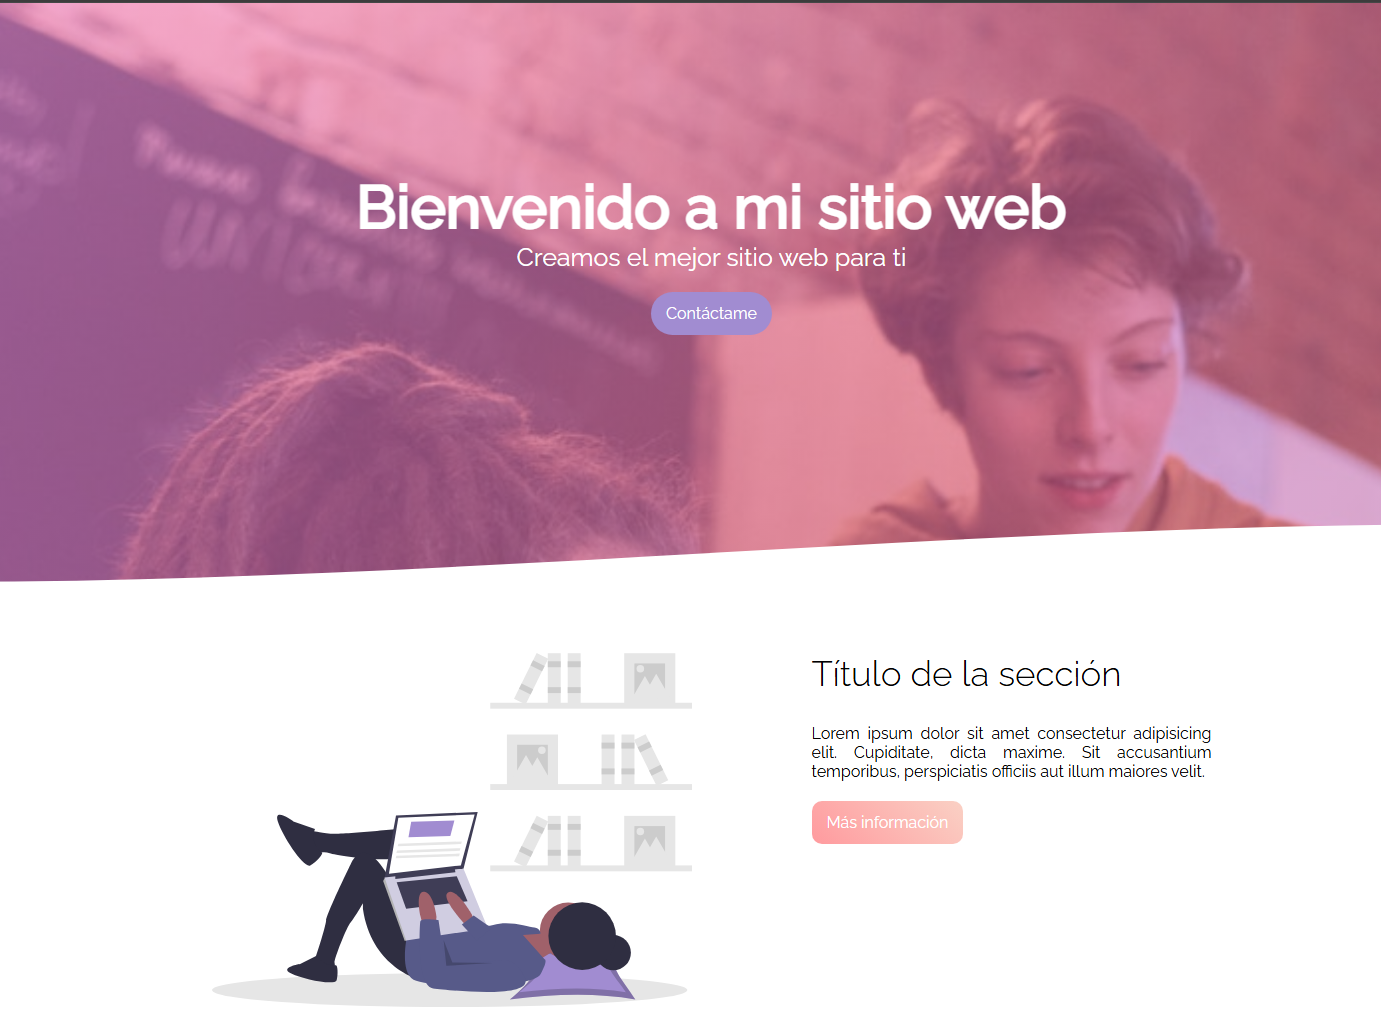 Bienvenido a mi sitio web
Creamos el mejor sitio web para ti
Contáctame
Título de la sección
Lorem ipsum dolor sit amet consectetur adipisicing
elit. Cupiditate, dicta maxime. Sit accusantium
temporibus, perspiciatis officiis aut illum maiores velit.
Más información